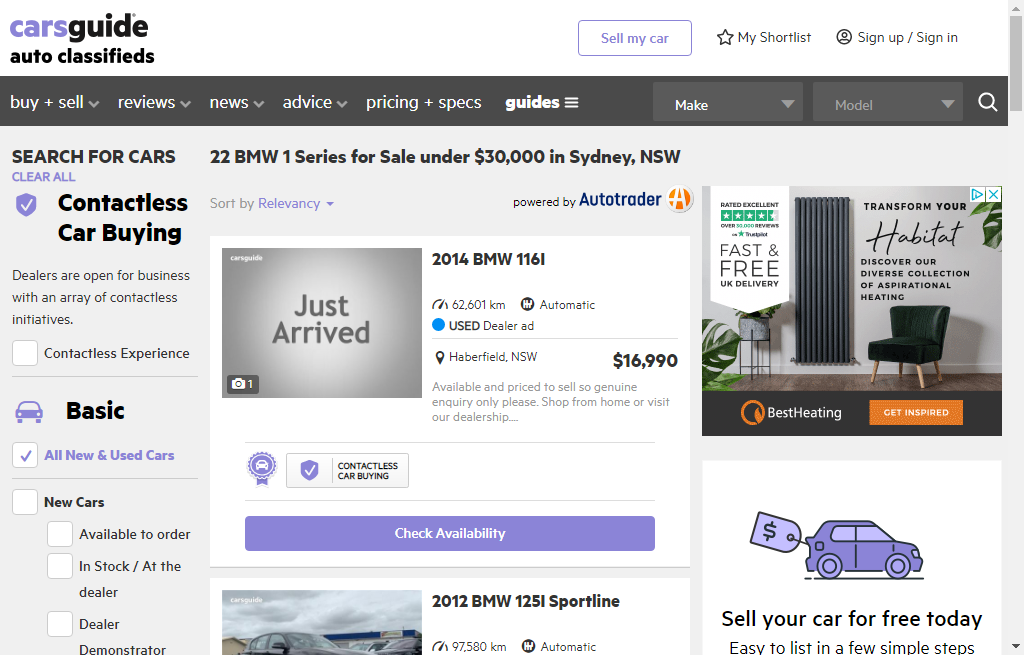 carsguide
auto classifieds
Sell my car
My Shortlist
Sign up / Sign in
buy + sell
reviews
news
advice
pricing + specs
guides
Make
Model
SEARCH FOR CARS
CLEAR ALL
Contactless
Car Buying
Dealers are open for business
with an array of contactless
initiatives.
Contactless Experience
Basic
All New & Used Cars
New Cars
Available to order
In Stock / At the
dealer
Dealer
Demonstrator
22 BMW 1 Series for Sale under $30,000 in Sydney, NSW
Sort by Relevancy
powered by Autotrader
carsguide
Just
Arrived
1
2014 BMW 116I
62,601 km
Automatic
USED Dealer ad
Haberfield, NSW
$16,990
Available and priced to sell so genuine
enquiry only please. Shop from home or visit
our dealership....
CONTACTLESS
CAR BUYING
Check Availability
carsguide
2012 BMW 125I Sportline
97,580 km
Automatic
RATED EXCELLENT
OVER 30,000 REVIEWS
on Trustpilot
FAST &
FREE
UK DELIVERY
TRANSFORM YOUR
Habitat
DISCOVER OUR
DIVERSE COLLECTION
OF ASPIRATIONAL
HEATING
BestHeating
GET INSPIRED
$
Sell your car for free today
Easy to list in a few simple steps